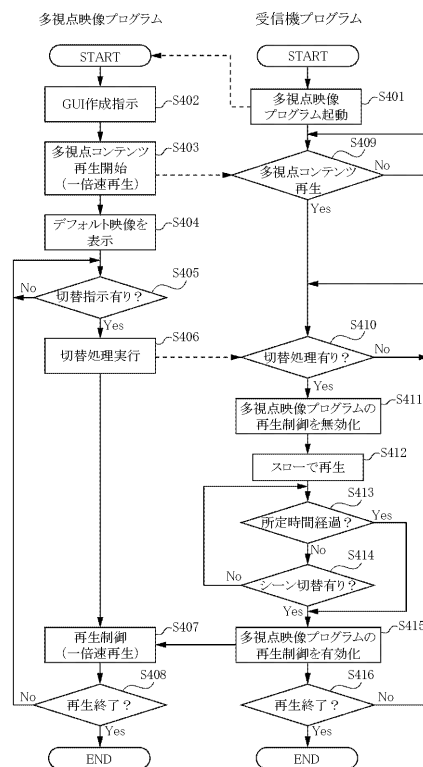 多視点映像プログラム
START
GUI作成指示
S402
多視点コンテンツ
再生開始
(一倍速再生)
S403
デフォルト映像を
表示
S404
切替指示有り？
S405
No
Yes
切替処理実行
S406
再生制御
(一倍速再生)
S407
再生終了？
S408
No
Yes
END
受信機プログラム
START
多視点映像
プログラム起動
S401
多視点コンテンツ
再生
S409
No
Yes
切替処理有り？
S410
No
Yes
多視点映像プログラムの
再生制御を無効化
S411
スローで再生
S412
所定時間経過？
S413
Yes
No
シーン切替有り？
S414
No
Yes
多視点映像プログラムの
再生制御を有効化
S415
再生終了？
S416
No
Yes
END